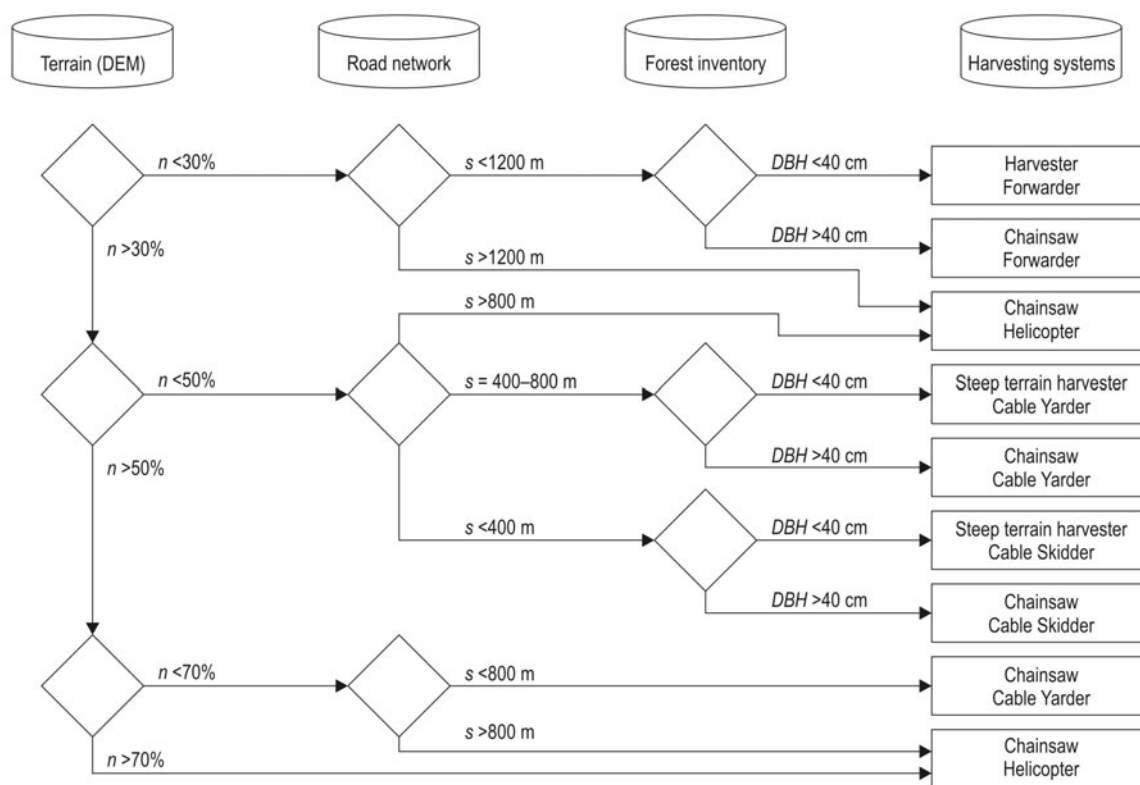 Terrain (DEM)
Road network
Forest inventory
Harvesting systems
n <30%
s <1200 m
DBH <40 cm
Harvester
Forwarder
n >30%
s >1200 m
DBH >40 cm
Chainsaw
Forwarder
s >800 m
Chainsaw
Helicopter
n <50%
s = 400–800 m
DBH <40 cm
Steep terrain harvester
Cable Yarder
n >50%
DBH >40 cm
Chainsaw
Cable Yarder
s <400 m
DBH <40 cm
Steep terrain harvester
Cable Skidder
DBH >40 cm
Chainsaw
Cable Skidder
n <70%
s <800 m
Chainsaw
Cable Yarder
n >70%
s >800 m
Chainsaw
Helicopter